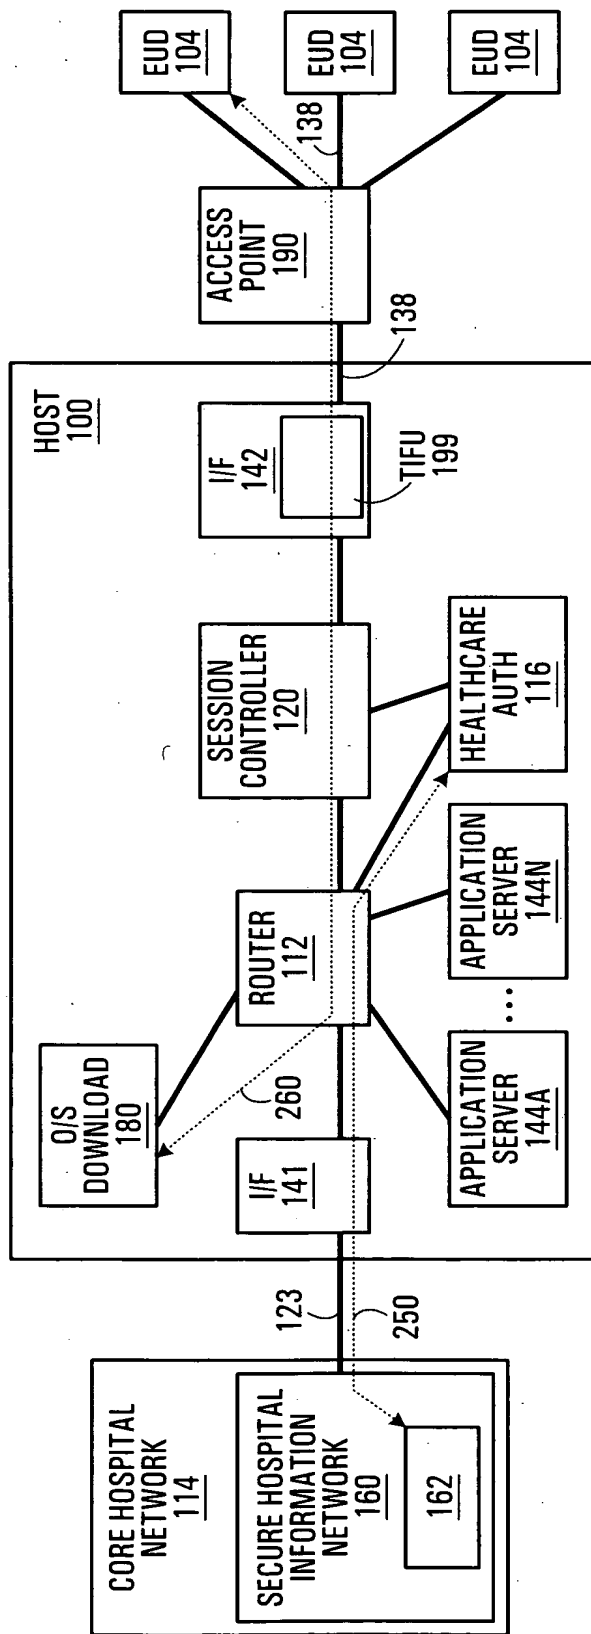 CORE HOSPITAL
NETWORK
114
SECURE HOSPITAL
INFORMATION
NETWORK
160
162
123
250
HOST
100
O/S
DOWNLOAD
180
260
I/F
141
ROUTER
112
SESSION
CONTROLLER
120
I/F
142
TIFU
199
APPLICATION
SERVER
144A
...
APPLICATION
SERVER
144N
HEALTHCARE
AUTH
116
138
ACCESS
POINT
190
138
EUD
104
EUD
104
EUD
104